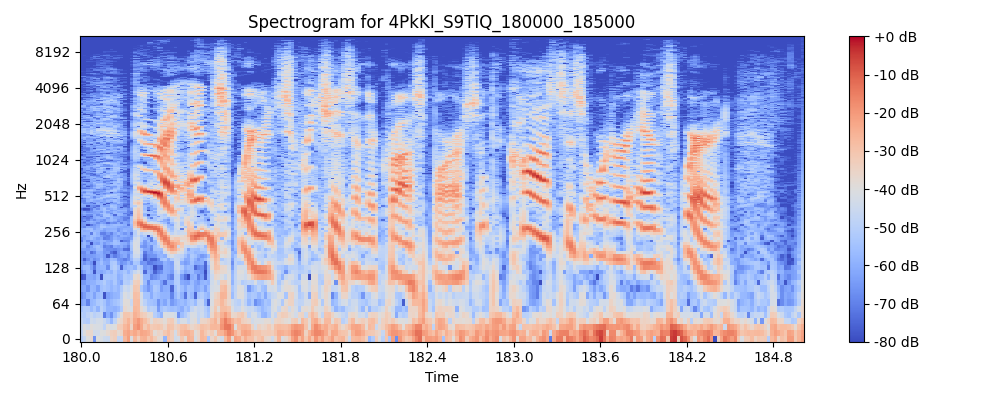 Spectrogram for 4PkKI_S9TIQ_180000_185000
8192
4096
2048
1024
512
256
128
64
0
Hz
180.0 180.6 181.2 181.8 182.4 183.0 183.6 184.2 184.8
Time
+0 dB
-10 dB
-20 dB
-30 dB
-40 dB
-50 dB
-60 dB
-70 dB
-80 dB